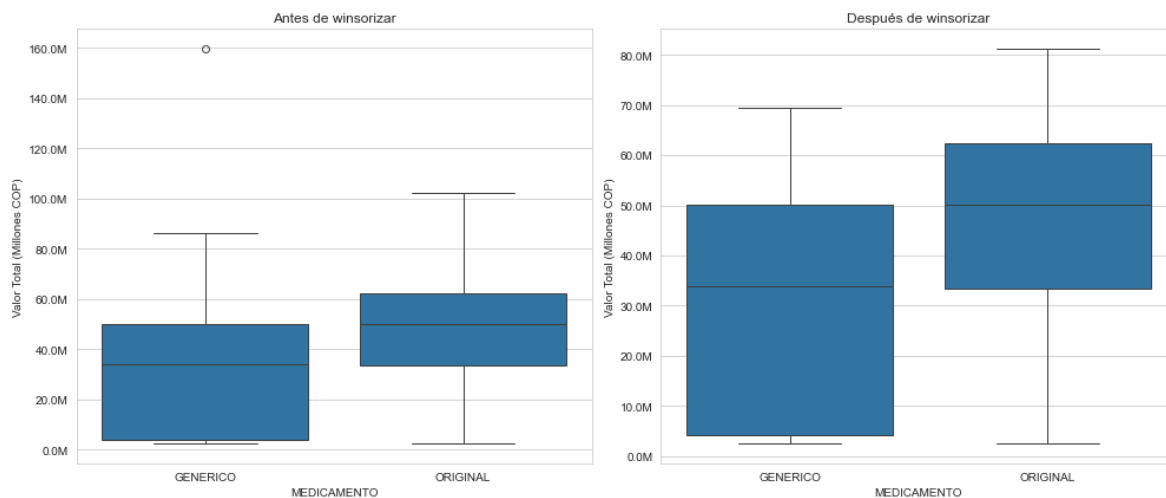 Antes de winsorizar
160.0M
140.0M
120.0M
100.0M
80.0M
60.0M
40.0M
20.0M
0.0M
Valor Total (Millones COP)
GENERICO
ORIGINAL
MEDICAMENTO
Después de winsorizar
80.0M
70.0M
60.0M
50.0M
40.0M
30.0M
20.0M
10.0M
0.0M
Valor Total (Millones COP)
GENERICO
ORIGINAL
MEDICAMENTO